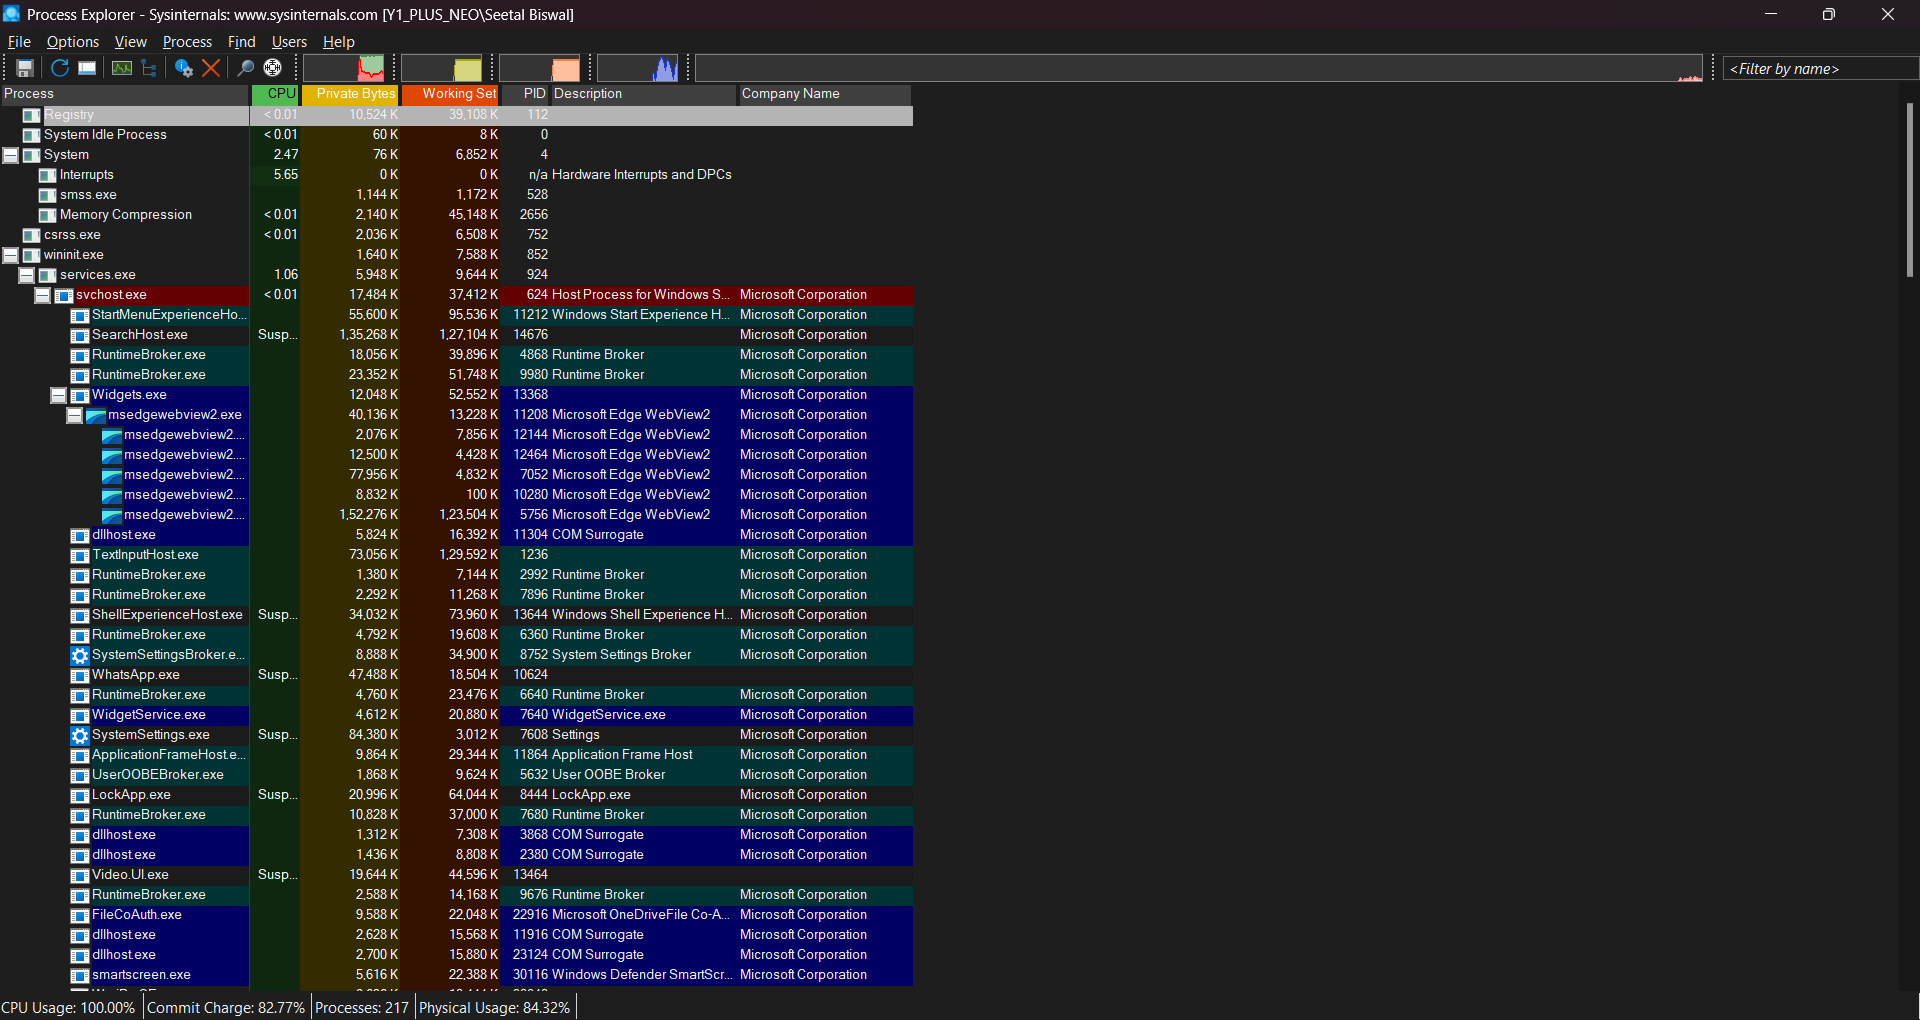 Process Explorer - Sysinternals: www.sysinternals.com [Y1_PLUS_NEO\Seetal Biswal]
File Options View Process Find Users Help
<Filter by name>
Process CPU Private Bytes Working Set PID Description Company Name
Registry < 0.01 10,524 K 39,108 K 112
System Idle Process < 0.01 60 K 8 K 0
System 2.47 76 K 6,852 K 4
Interrupts 5.65 0 K 0 K n/a Hardware Interrupts and DPCs
smss.exe 1,144 K 1,172 K 528
Memory Compression < 0.01 2,140 K 45,148 K 2656
csrss.exe < 0.01 2,036 K 6,508 K 752
wininit.exe 1,640 K 7,588 K 852
services.exe 1.06 5,948 K 9,644 K 924
svchost.exe < 0.01 17,484 K 37,412 K 624 Host Process for Windows S... Microsoft Corporation
StartMenuExperienceHo... 55,600 K 95,536 K 11212 Windows Start Experience H... Microsoft Corporation
SearchHost.exe Susp... 1,35,268 K 1,27,104 K 14676 Microsoft Corporation
RuntimeBroker.exe 18,056 K 39,896 K 4868 Runtime Broker Microsoft Corporation
RuntimeBroker.exe 23,352 K 51,748 K 9980 Runtime Broker Microsoft Corporation
Widgets.exe 12,048 K 52,552 K 13368 Microsoft Corporation
msedgewebview2.exe 40,136 K 13,228 K 11208 Microsoft Edge WebView2 Microsoft Corporation
msedgewebview2.... 2,076 K 7,856 K 12144 Microsoft Edge WebView2 Microsoft Corporation
msedgewebview2.... 12,500 K 4,428 K 12464 Microsoft Edge WebView2 Microsoft Corporation
msedgewebview2.... 77,956 K 4,832 K 7052 Microsoft Edge WebView2 Microsoft Corporation
msedgewebview2.... 8,832 K 100 K 10280 Microsoft Edge WebView2 Microsoft Corporation
msedgewebview2.... 1,52,276 K 1,23,504 K 5756 Microsoft Edge WebView2 Microsoft Corporation
dllhost.exe 5,824 K 16,392 K 11304 COM Surrogate Microsoft Corporation
TextInputHost.exe 73,056 K 1,29,592 K 1236 Microsoft Corporation
RuntimeBroker.exe 1,380 K 7,144 K 2992 Runtime Broker Microsoft Corporation
RuntimeBroker.exe 2,292 K 11,268 K 7896 Runtime Broker Microsoft Corporation
ShellExperienceHost.exe Susp... 34,032 K 73,960 K 13644 Windows Shell Experience H... Microsoft Corporation
RuntimeBroker.exe 4,792 K 19,608 K 6360 Runtime Broker Microsoft Corporation
SystemSettingsBroker.e... 8,888 K 34,900 K 8752 System Settings Broker Microsoft Corporation
WhatsApp.exe Susp... 47,488 K 18,504 K 10624
RuntimeBroker.exe 4,760 K 23,476 K 6640 Runtime Broker Microsoft Corporation
WidgetService.exe 4,612 K 20,880 K 7640 WidgetService.exe Microsoft Corporation
SystemSettings.exe Susp... 84,380 K 3,012 K 7608 Settings Microsoft Corporation
ApplicationFrameHost.e... 9,864 K 29,344 K 11864 Application Frame Host Microsoft Corporation
UserOOBEBroker.exe 1,868 K 9,624 K 5632 User OOBE Broker Microsoft Corporation
LockApp.exe Susp... 20,996 K 64,044 K 8444 LockApp.exe Microsoft Corporation
RuntimeBroker.exe 10,828 K 37,000 K 7680 Runtime Broker Microsoft Corporation
dllhost.exe 1,312 K 7,308 K 3868 COM Surrogate Microsoft Corporation
dllhost.exe 1,436 K 8,808 K 2380 COM Surrogate Microsoft Corporation
Video.UI.exe Susp... 19,644 K 44,596 K 13464
RuntimeBroker.exe 2,588 K 14,168 K 9676 Runtime Broker Microsoft Corporation
FileCoAuth.exe 9,588 K 22,048 K 22916 Microsoft OneDriveFile Co-A... Microsoft Corporation
dllhost.exe 2,628 K 15,568 K 11916 COM Surrogate Microsoft Corporation
dllhost.exe 2,700 K 15,880 K 23124 COM Surrogate Microsoft Corporation
smartscreen.exe 5,616 K 22,388 K 30116 Windows Defender SmartScr... Microsoft Corporation
CPU Usage: 100.00% Commit Charge: 82.77% Processes: 217 Physical Usage: 84.32%